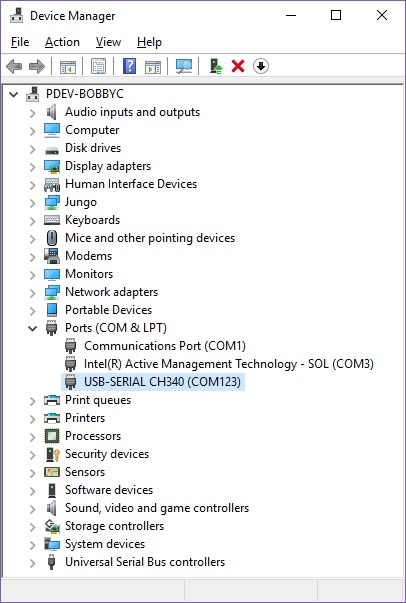 Device Manager
File Action View Help
PDEV-BOBBYC
Audio inputs and outputs
Computer
Disk drives
Display adapters
Human Interface Devices
Jungo
Keyboards
Mice and other pointing devices
Modems
Monitors
Network adapters
Portable Devices
Ports (COM & LPT)
Communications Port (COM1)
Intel(R) Active Management Technology - SOL (COM3)
USB-SERIAL CH340 (COM123)
Print queues
Printers
Processors
Security devices
Sensors
Software devices
Sound, video and game controllers
Storage controllers
System devices
Universal Serial Bus controllers